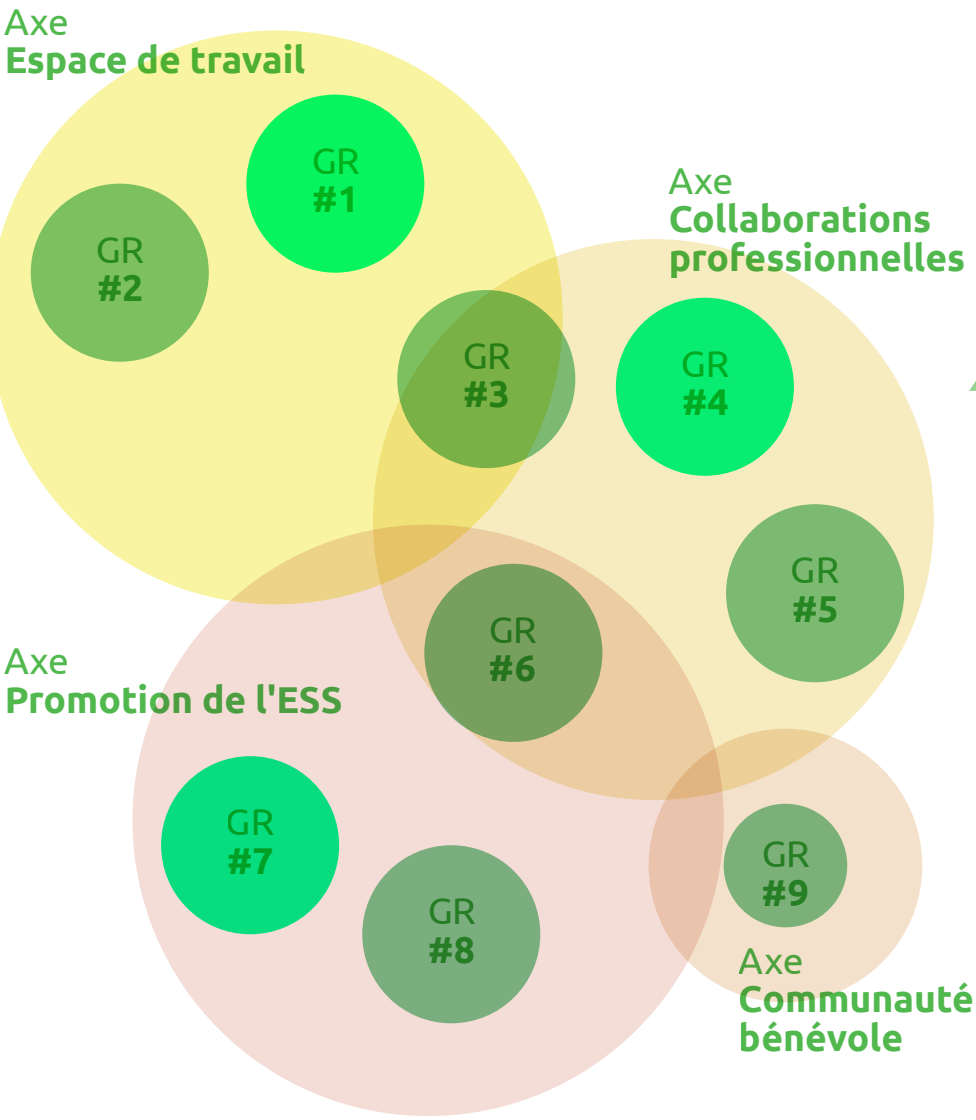 Axe
Espace de travail
GR
#1
GR
#2
Axe
Collaborations
professionnelles
GR
#3
GR
#4
GR
#5
GR
#6
Axe
Promotion de l'ESS
GR
#7
GR
#8
GR
#9
Axe
Communauté
bénévole